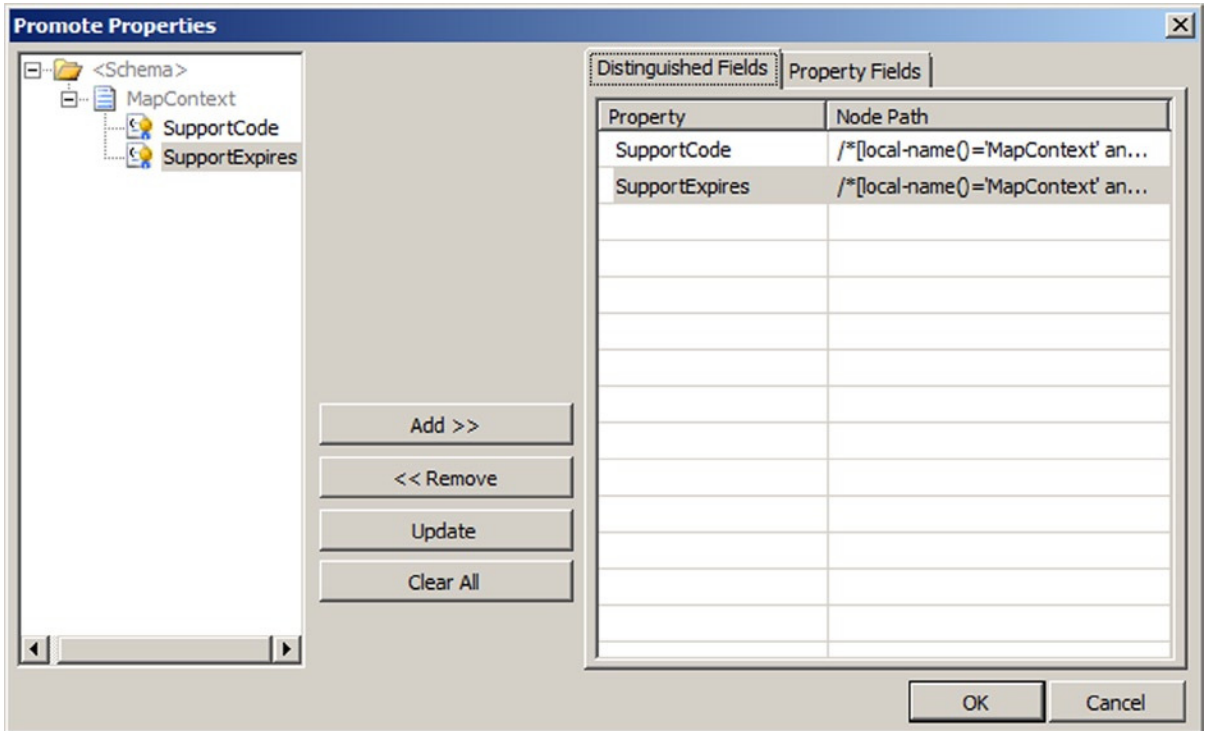 Promote Properties
<Schema>
MapContext
SupportCode
SupportExpires
Add >>
<< Remove
Update
Clear All
Distinguished Fields Property Fields
Property Node Path
SupportCode /*[local-name()='MapContext' an...
SupportExpires /*[local-name()='MapContext' an...
OK Cancel